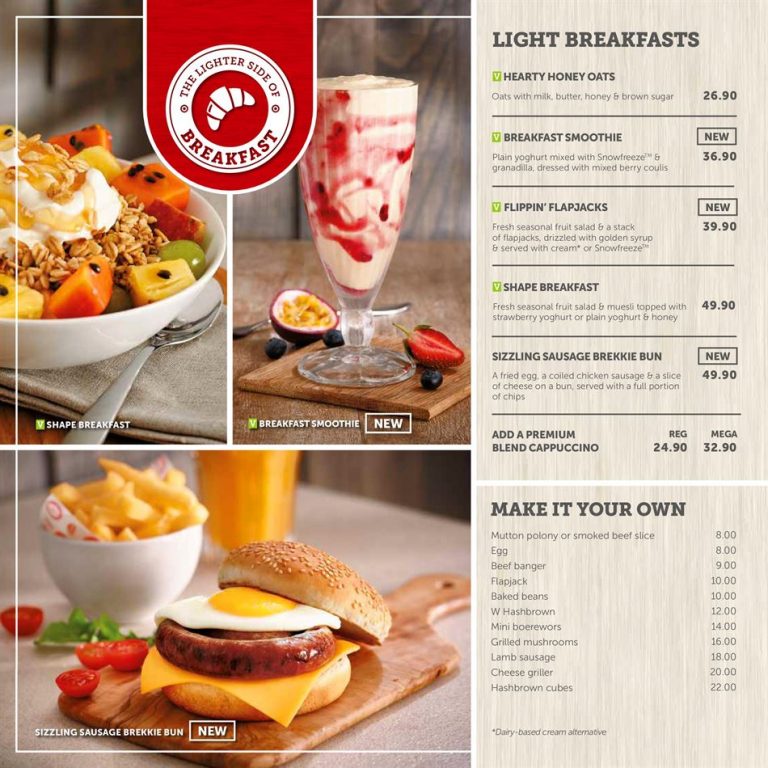 THE LIGHTER SIDE OF
BREAKFAST
V SHAPE BREAKFAST
V BREAKFAST SMOOTHIE NEW
SIZZLING SAUSAGE BREKKIE BUN NEW
LIGHT BREAKFASTS
V HEARTY HONEY OATS
Oats with milk, butter, honey & brown sugar 26.90
V BREAKFAST SMOOTHIE NEW
Plain yoghurt mixed with Snowfreeze™ & 36.90
granadilla, dressed with mixed berry coulis
V FLIPPIN' FLAPJACKS NEW
Fresh seasonal fruit salad & a stack 39.90
of flapjacks, drizzled with golden syrup
& served with cream* or Snowfreeze™
V SHAPE BREAKFAST
Fresh seasonal fruit salad & muesli topped with 49.90
strawberry yoghurt or plain yoghurt & honey
SIZZLING SAUSAGE BREKKIE BUN NEW
A fried egg, a coiled chicken sausage & a slice 49.90
of cheese on a bun, served with a full portion
of chips
ADD A PREMIUM REG MEGA
BLEND CAPPUCCINO 24.90 32.90
MAKE IT YOUR OWN
Mutton polony or smoked beef slice 8.00
Egg 8.00
Beef banger 9.00
Flapjack 10.00
Baked beans 10.00
W Hashbrown 12.00
Mini boerewors 14.00
Grilled mushrooms 16.00
Lamb sausage 18.00
Cheese griller 20.00
Hashbrown cubes 22.00
*Dairy-based cream alternative